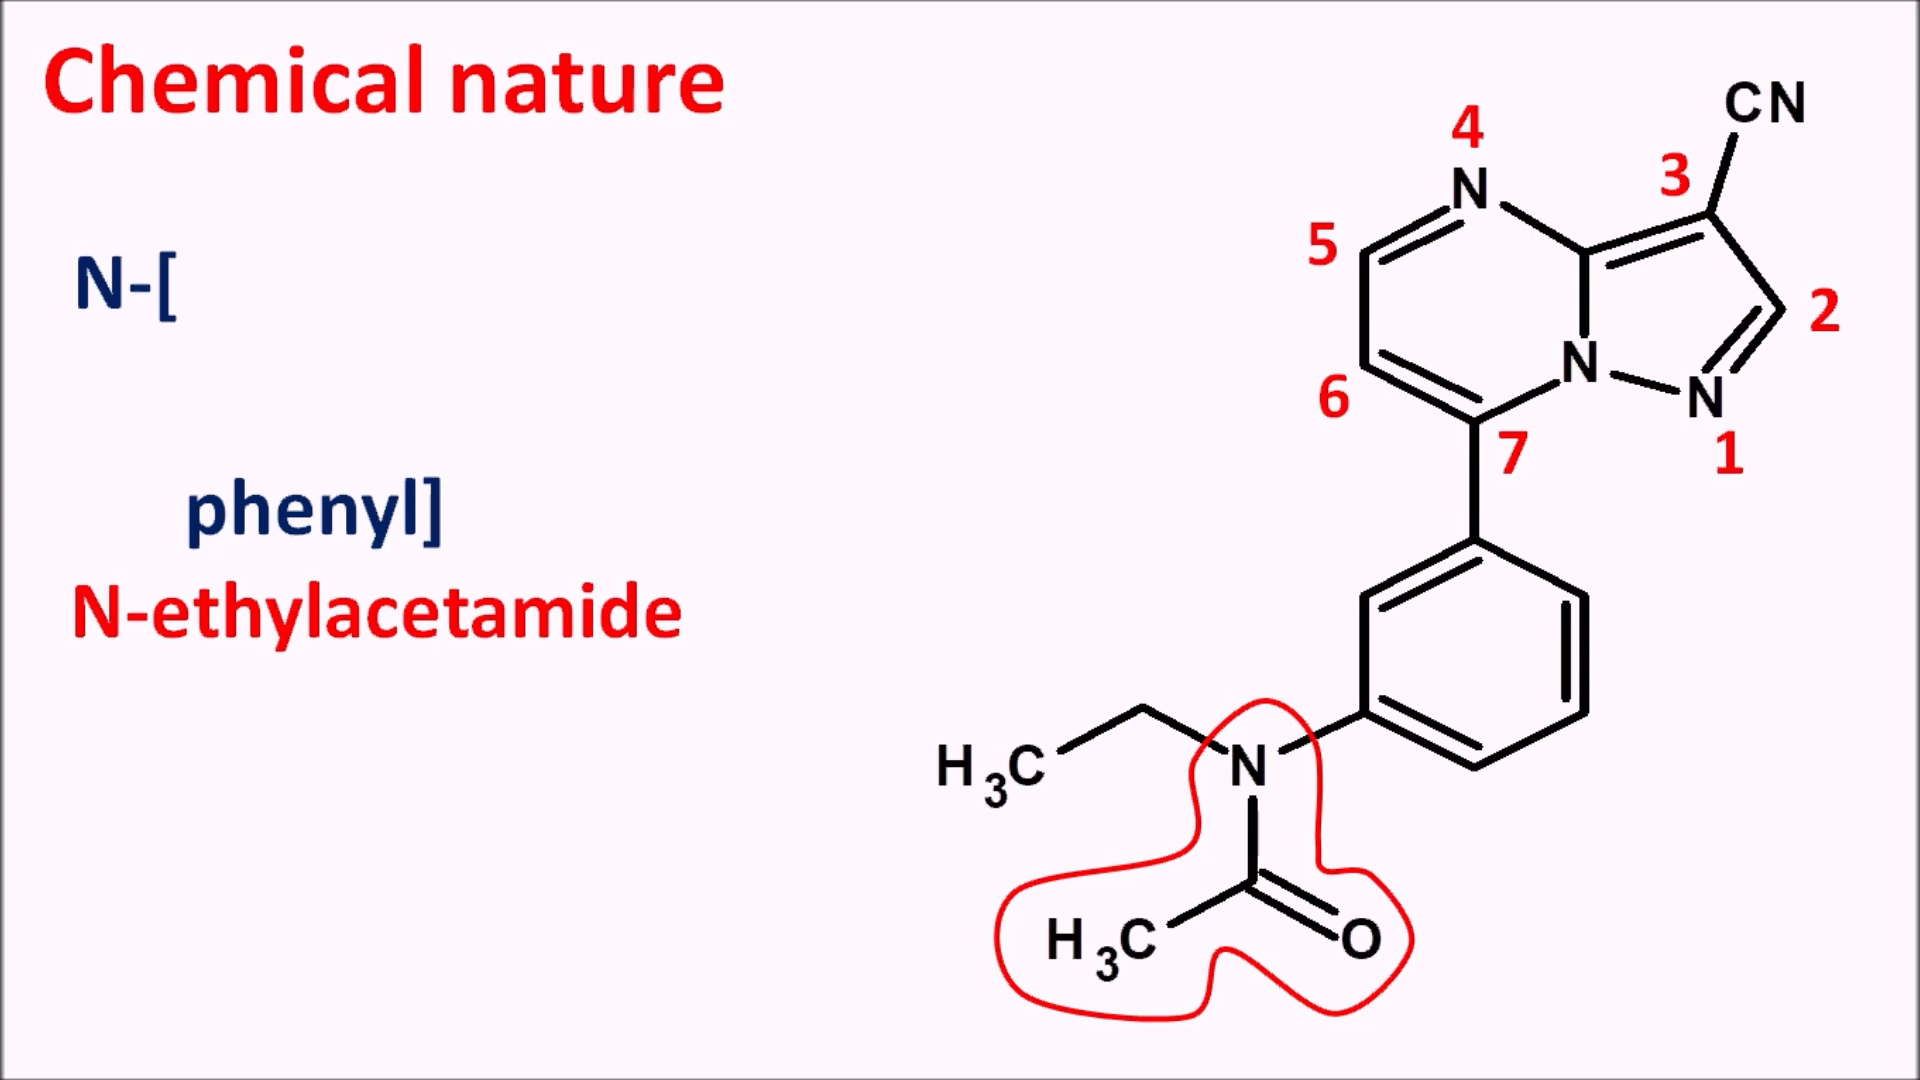 Chemical nature
N-[
phenyl]
N-ethylacetamide
CN
4
3
N
5
2
N
6
N
7
1
N
H3C
H3C
O